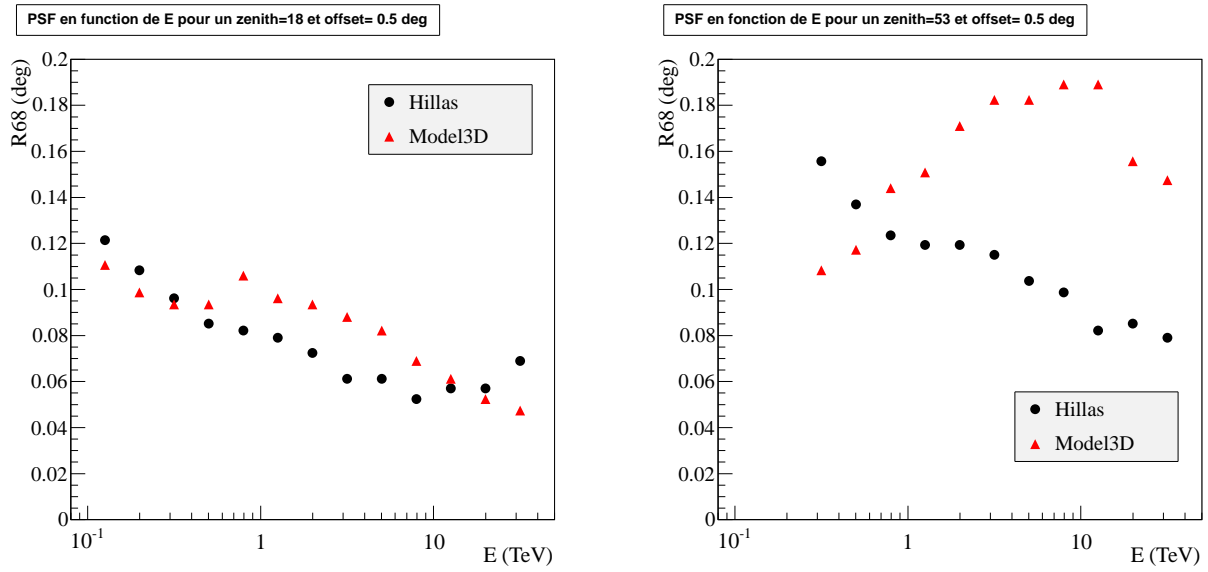 PSF en function de E pour un zenith=18 et offset= 0.5 deg
R68 (deg)
0.2
0.18
0.16
0.14
0.12
0.1
0.08
0.06
0.04
0.02
0
Hillas
Model3D
10⁻¹
1
10
E (TeV)
PSF en fonction de E pour un zenith=53 et offset= 0.5 deg
R68 (deg)
0.2
0.18
0.16
0.14
0.12
0.1
0.08
0.06
0.04
0.02
0
Hillas
Model3D
10⁻¹
1
10
E (TeV)